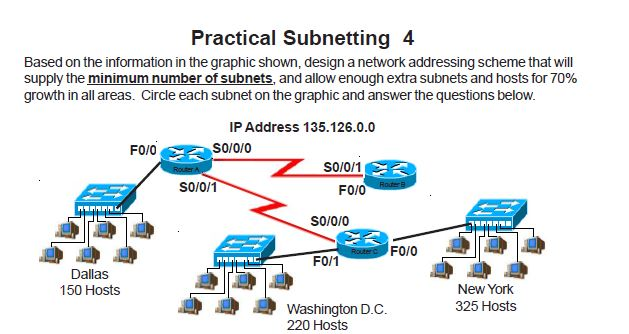 Practical Subnetting 4
Based on the information in the graphic shown, design a network addressing scheme that will
supply the minimum number of subnets, and allow enough extra subnets and hosts for 70%
growth in all areas. Circle each subnet on the graphic and answer the questions below.
IP Address 135.126.0.0
F0/0
S0/0/0
Router A
S0/0/1
S0/0/1
Router B
F0/0
S0/0/0
Router C
F0/1
F0/0
Dallas
150 Hosts
Washington D.C.
220 Hosts
New York
325 Hosts